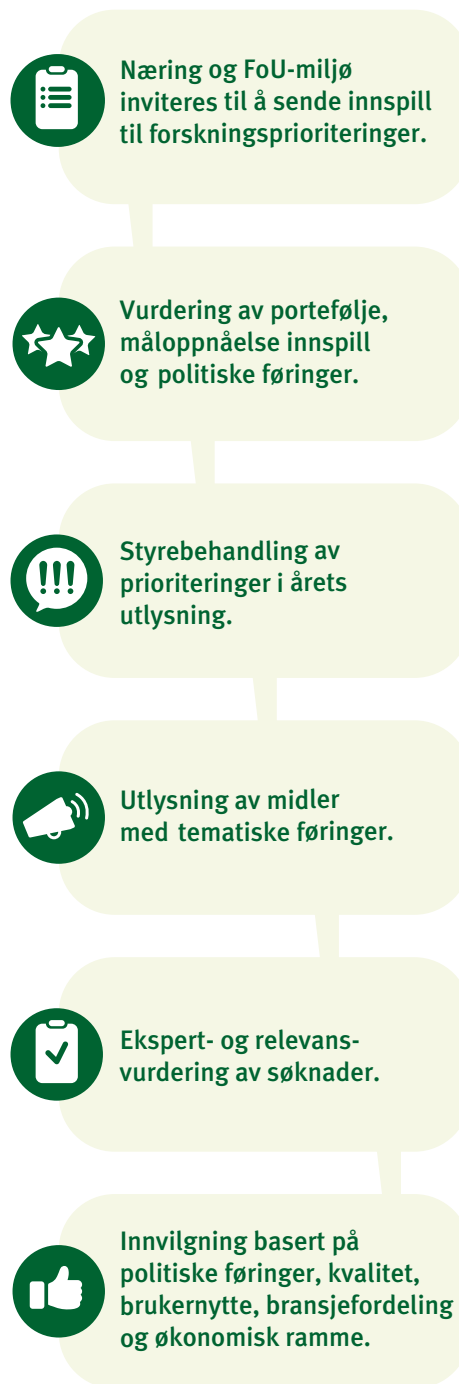 Næring og FoU-miljø
inviteres til å sende innspill
til forskningsprioriteringer.
Vurdering av portefølje,
måloppnåelse innspill
og politiske føringer.
Styrebehandling av
prioriteringer i årets
utlysning.
Utlysning av midler
med tematiske føringer.
Ekspert- og relevans-
vurdering av søknader.
Innvilgning basert på
politiske føringer, kvalitet,
brukernytte, bransjefordeling
og økonomisk ramme.